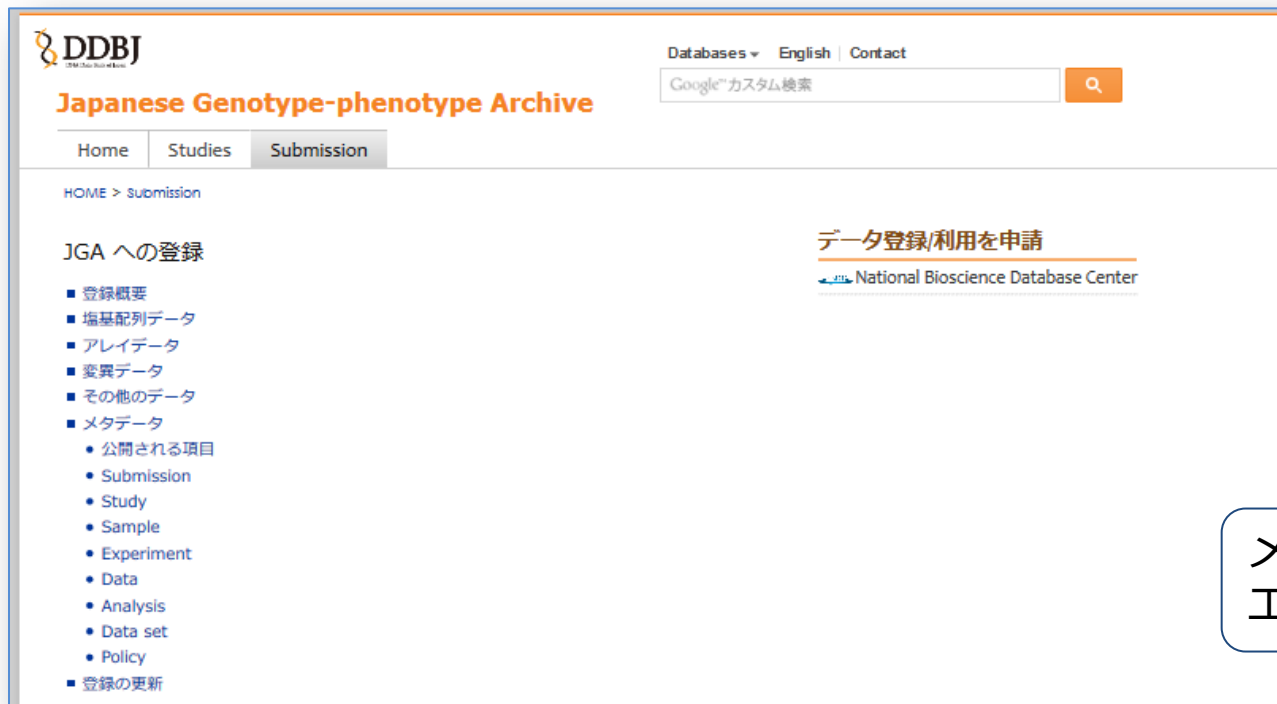 DDBJ
Databases English Contact
Google™カスタム検索
Japanese Genotype-phenotype Archive
Home Studies Submission
HOME > Submission
JGA への登録
登録概要
塩基配列データ
アレイデータ
変異データ
その他のデータ
メタデータ
公開される項目
Submission
Study
Sample
Experiment
Data
Analysis
Data set
Policy
登録の更新
データ登録/利用を申請
National Bioscience Database Center
メ
エ